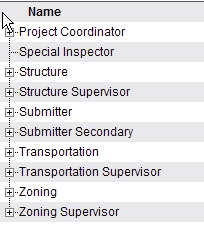 Name
Project Coordinator
Special Inspector
Structure
Structure Supervisor
Submitter
Submitter Secondary
Transportation
Transportation Supervisor
Zoning
Zoning Supervisor